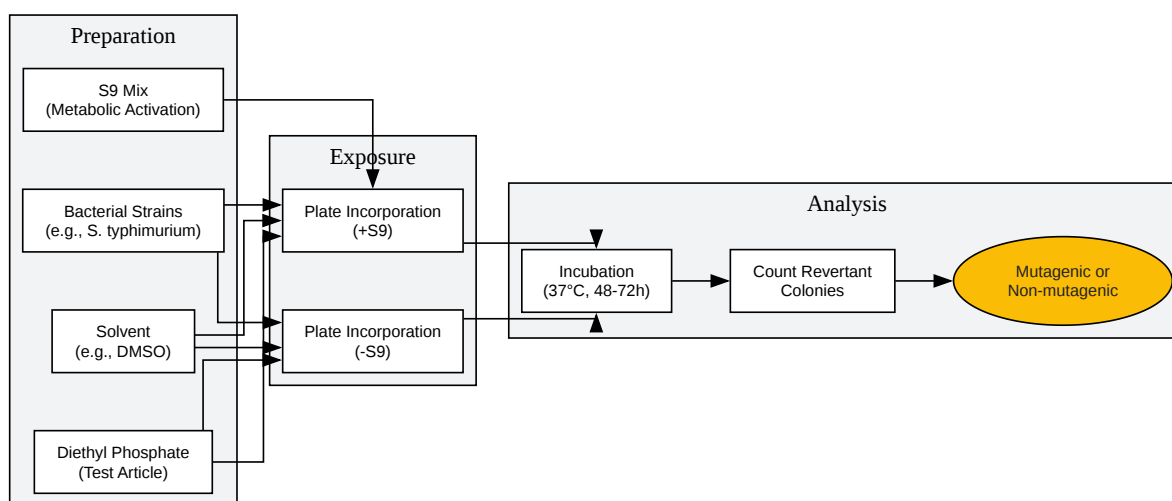 Preparation
S9 Mix
(Metabolic Activation)
Bacterial Strains
(e.g., S. typhimurium)
Solvent
(e.g., DMSO)
Diethyl Phosphate
(Test Article)
Exposure
Plate Incorporation
(+S9)
Plate Incorporation
(-S9)
Analysis
Incubation
(37°C, 48-72h)
Count Revertant
Colonies
Mutagenic or
Non-mutagenic